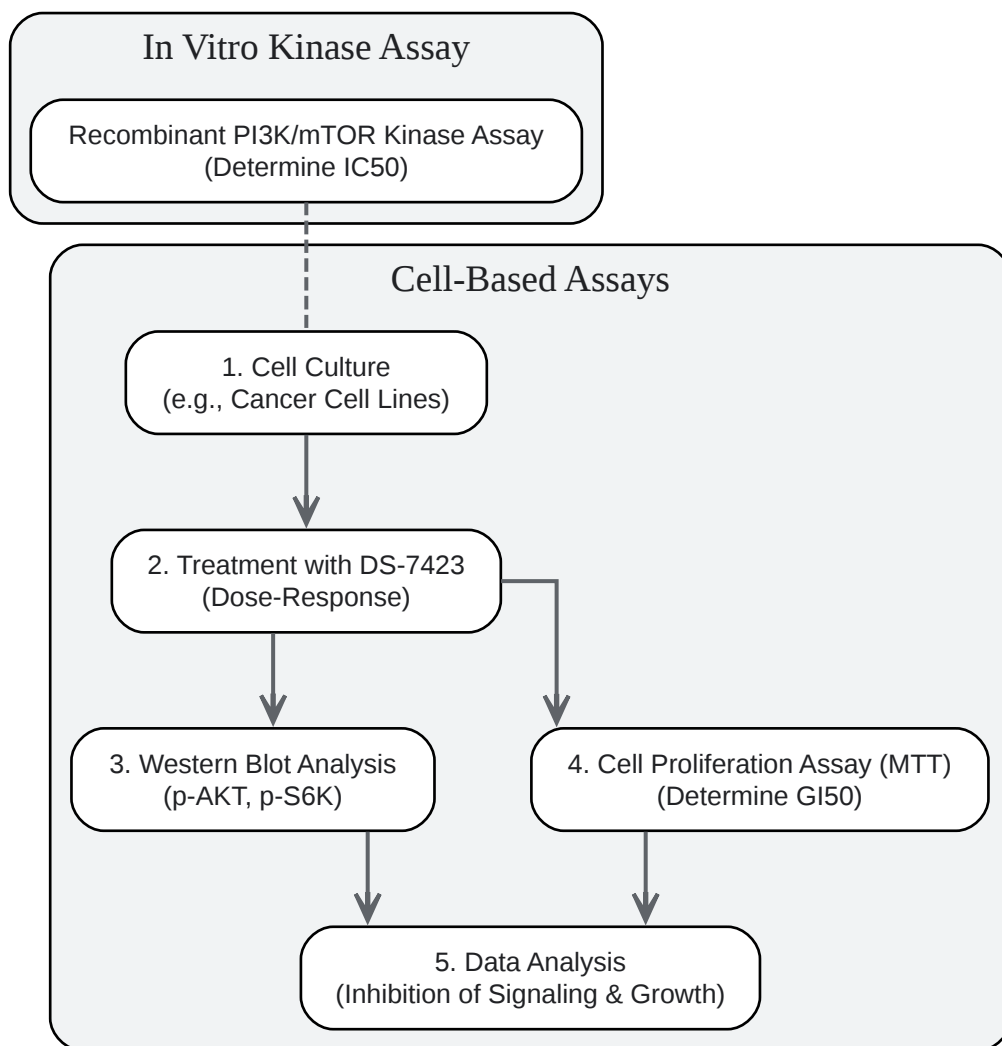 In Vitro Kinase Assay
Recombinant PI3K/mTOR Kinase Assay
(Determine IC50)
Cell-Based Assays
1. Cell Culture
(e.g., Cancer Cell Lines)
2. Treatment with DS-7423
(Dose-Response)
3. Western Blot Analysis
(p-AKT, p-S6K)
4. Cell Proliferation Assay (MTT)
(Determine GI50)
5. Data Analysis
(Inhibition of Signaling & Growth)